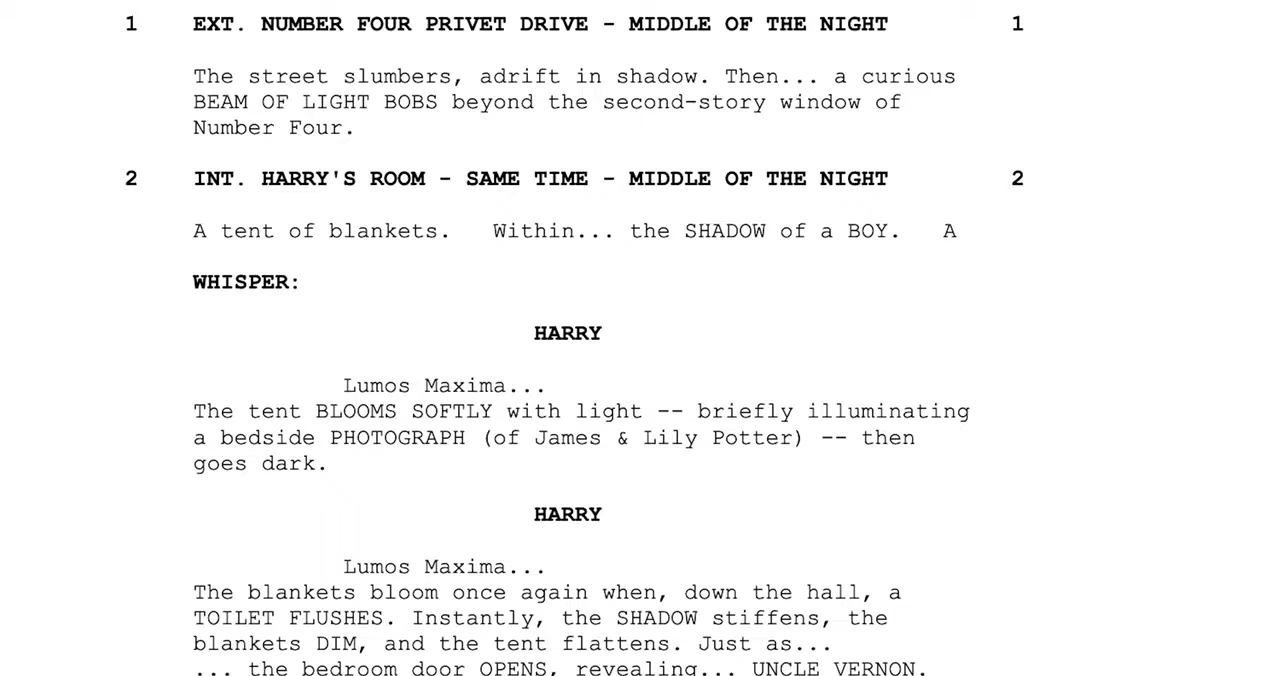 1 EXT. NUMBER FOUR PRIVET DRIVE - MIDDLE OF THE NIGHT 1
The street slumbers, adrift in shadow. Then... a curious
BEAM OF LIGHT BOBS beyond the second-story window of
Number Four.
2 INT. HARRY'S ROOM - SAME TIME - MIDDLE OF THE NIGHT 2
A tent of blankets. Within... the SHADOW of a BOY. A
WHISPER:
HARRY
Lumos Maxima...
The tent BLOOMS SOFTLY with light -- briefly illuminating
a bedside PHOTOGRAPH (of James & Lily Potter) -- then
goes dark.
HARRY
Lumos Maxima...
The blankets bloom once again when, down the hall, a
TOILET FLUSHES. Instantly, the SHADOW stiffens, the
blankets DIM, and the tent flattens. Just as...
... the bedroom door OPENS, revealing... UNCLE VERNON.